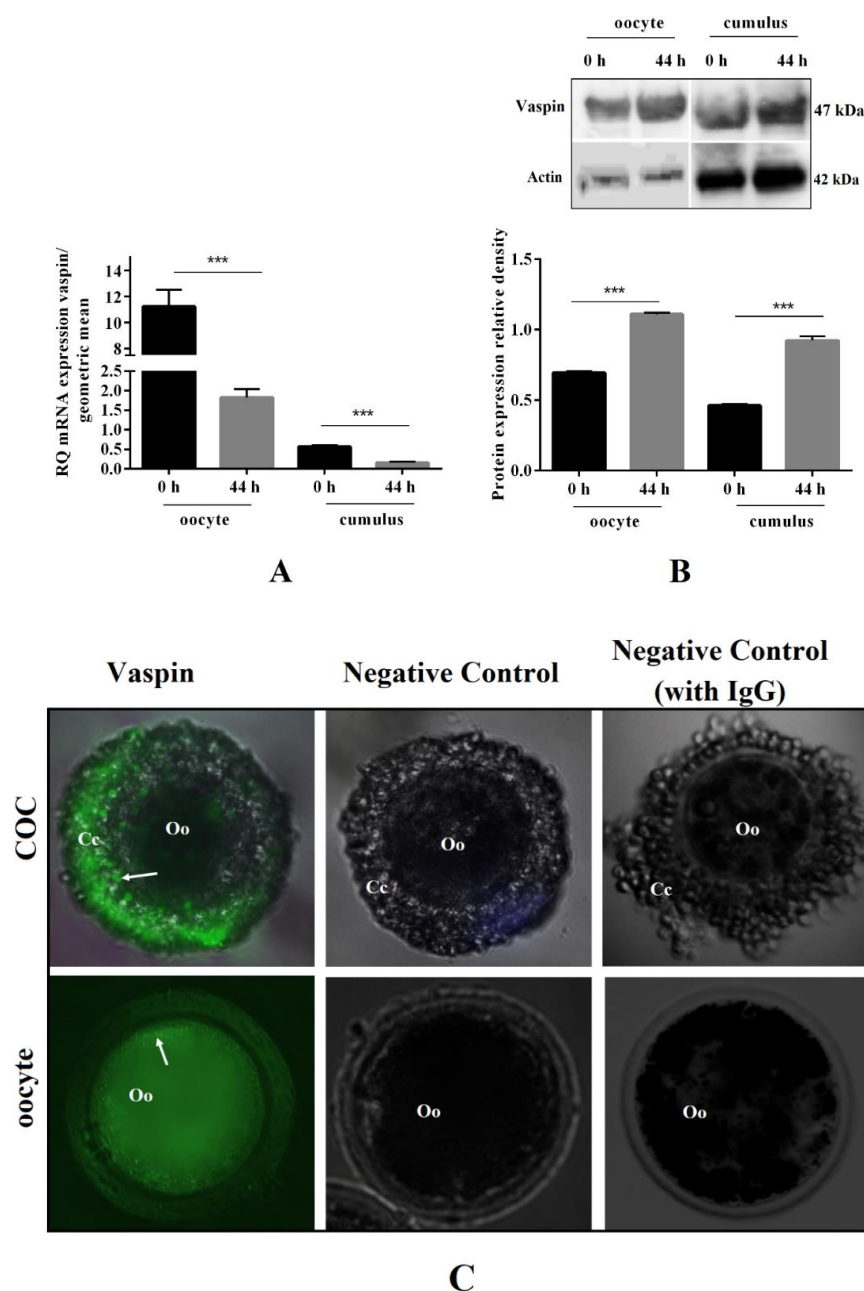 RQ mRNA expression vaspin/
geometric mean
14
12
10
8
6
2.5
2.0
1.5
1.0
0.5
0.0
***
***
0 h 44 h 0 h 44 h
oocyte cumulus
A
oocyte cumulus
0 h 44 h 0 h 44 h
Vaspin 47 kDa
Actin 42 kDa
Protein expression relative density
1.5
1.0
0.5
0.0
***
***
0 h 44 h 0 h 44 h
oocyte cumulus
B
Vaspin Negative Control Negative Control
(with IgG)
COC
Cc Oo
Oo
Cc
Oo
Cc
oocyte
Oo Oo Oo
C